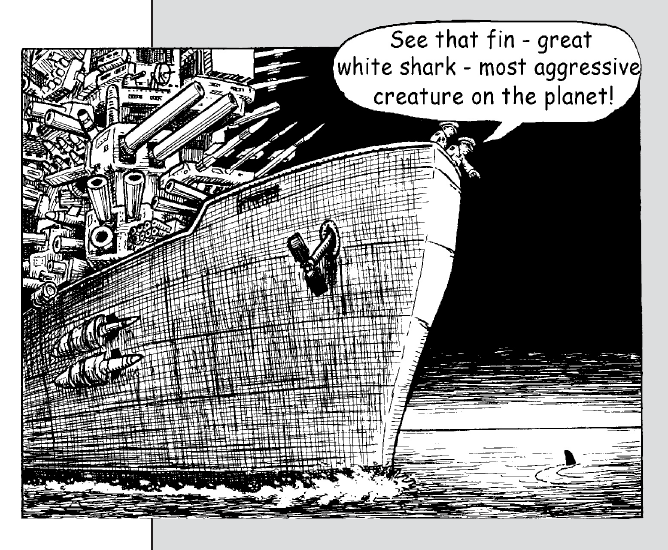 See that fin - great
white shark - most aggressive
creature on the planet!